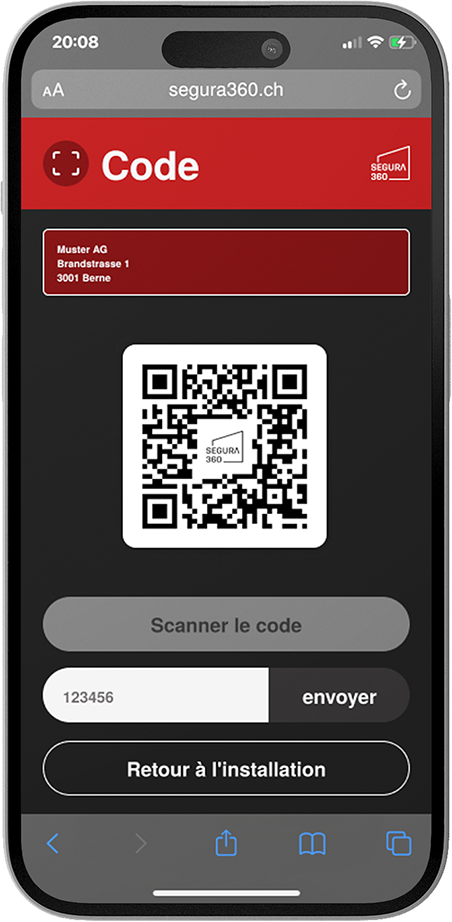 20:08
AA
segura360.ch
Code
SEGURA
360
Muster AG
Brandstrasse 1
3001 Berne
SEGURA
360
Scanner le code
123456
envoyer
Retour à l'installation